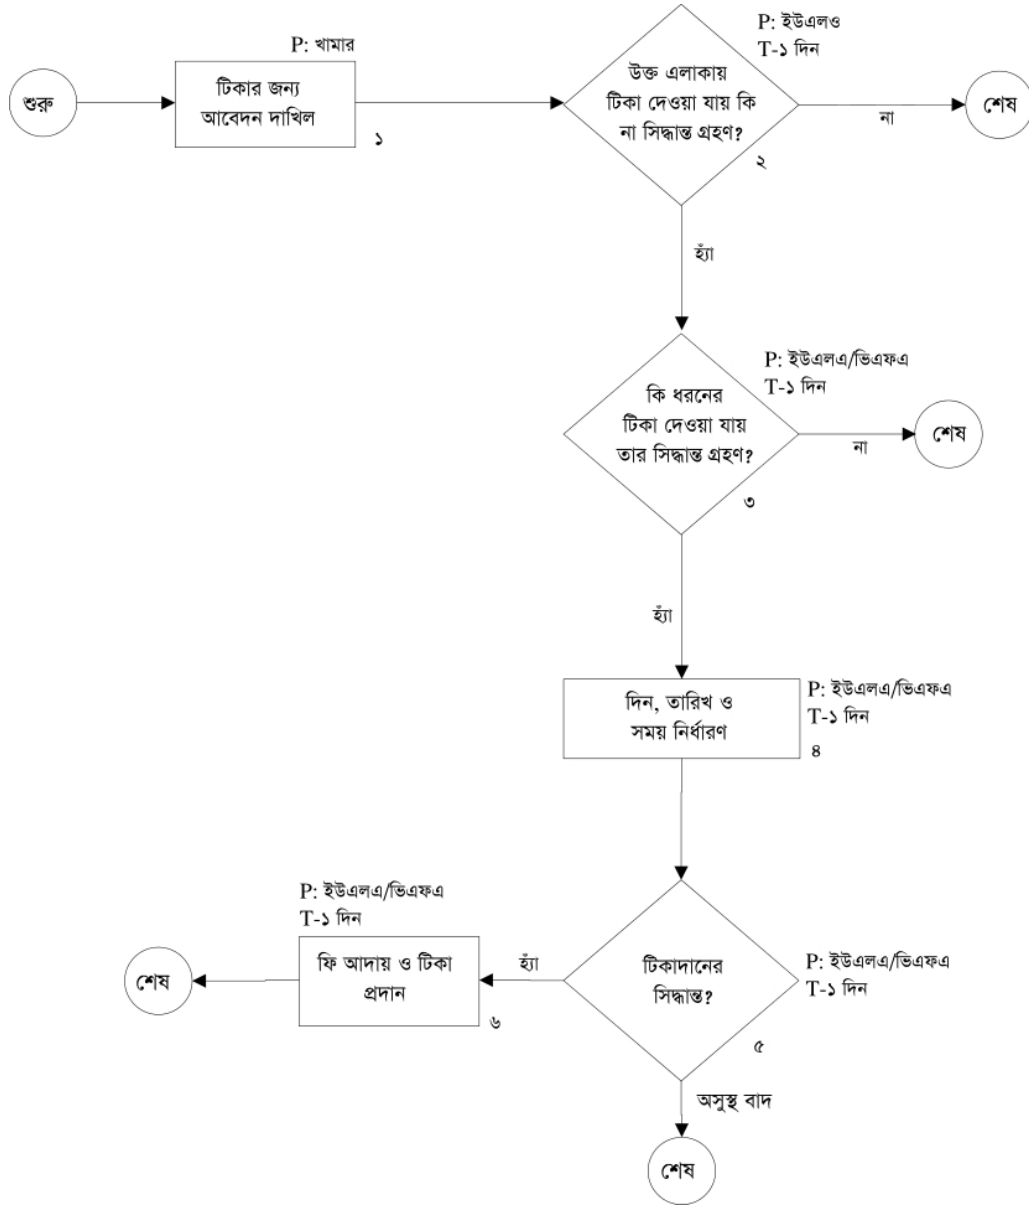 P: খামার
শুরু
টিকার জন্য
আবেদন দাখিল
১
P: ইউএলও
T-১ দিন
উক্ত এলাকায়
টিকা দেওয়া যায় কি
না সিদ্ধান্ত গ্রহণ?
২
না
শেষ
হ্যাঁ
P: ইউএলএ/ভিএফএ
T-১ দিন
কি ধরনের
টিকা দেওয়া যায়
তার সিদ্ধান্ত গ্রহণ?
৩
না
শেষ
হ্যাঁ
দিন, তারিখ ও
সময় নির্ধারণ
P: ইউএলএ/ভিএফএ
T-১ দিন
৪
P: ইউএলএ/ভিএফএ
T-১ দিন
শেষ
ফি আদায় ও টিকা
প্রদান
৬
হ্যাঁ
টিকাদানের
সিদ্ধান্ত?
P: ইউএলএ/ভিএফএ
T-১ দিন
৫
অসুস্থ বাদ
শেষ